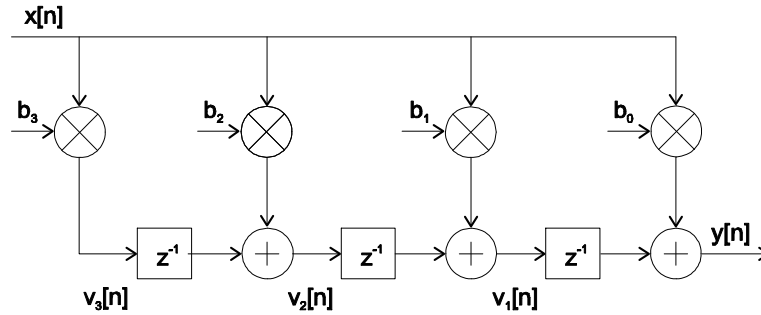 x[n]
b₃ b₂ b₁ b₀
z⁻¹ + z⁻¹ + z⁻¹ + y[n]
v₃[n] v₂[n] v₁[n]